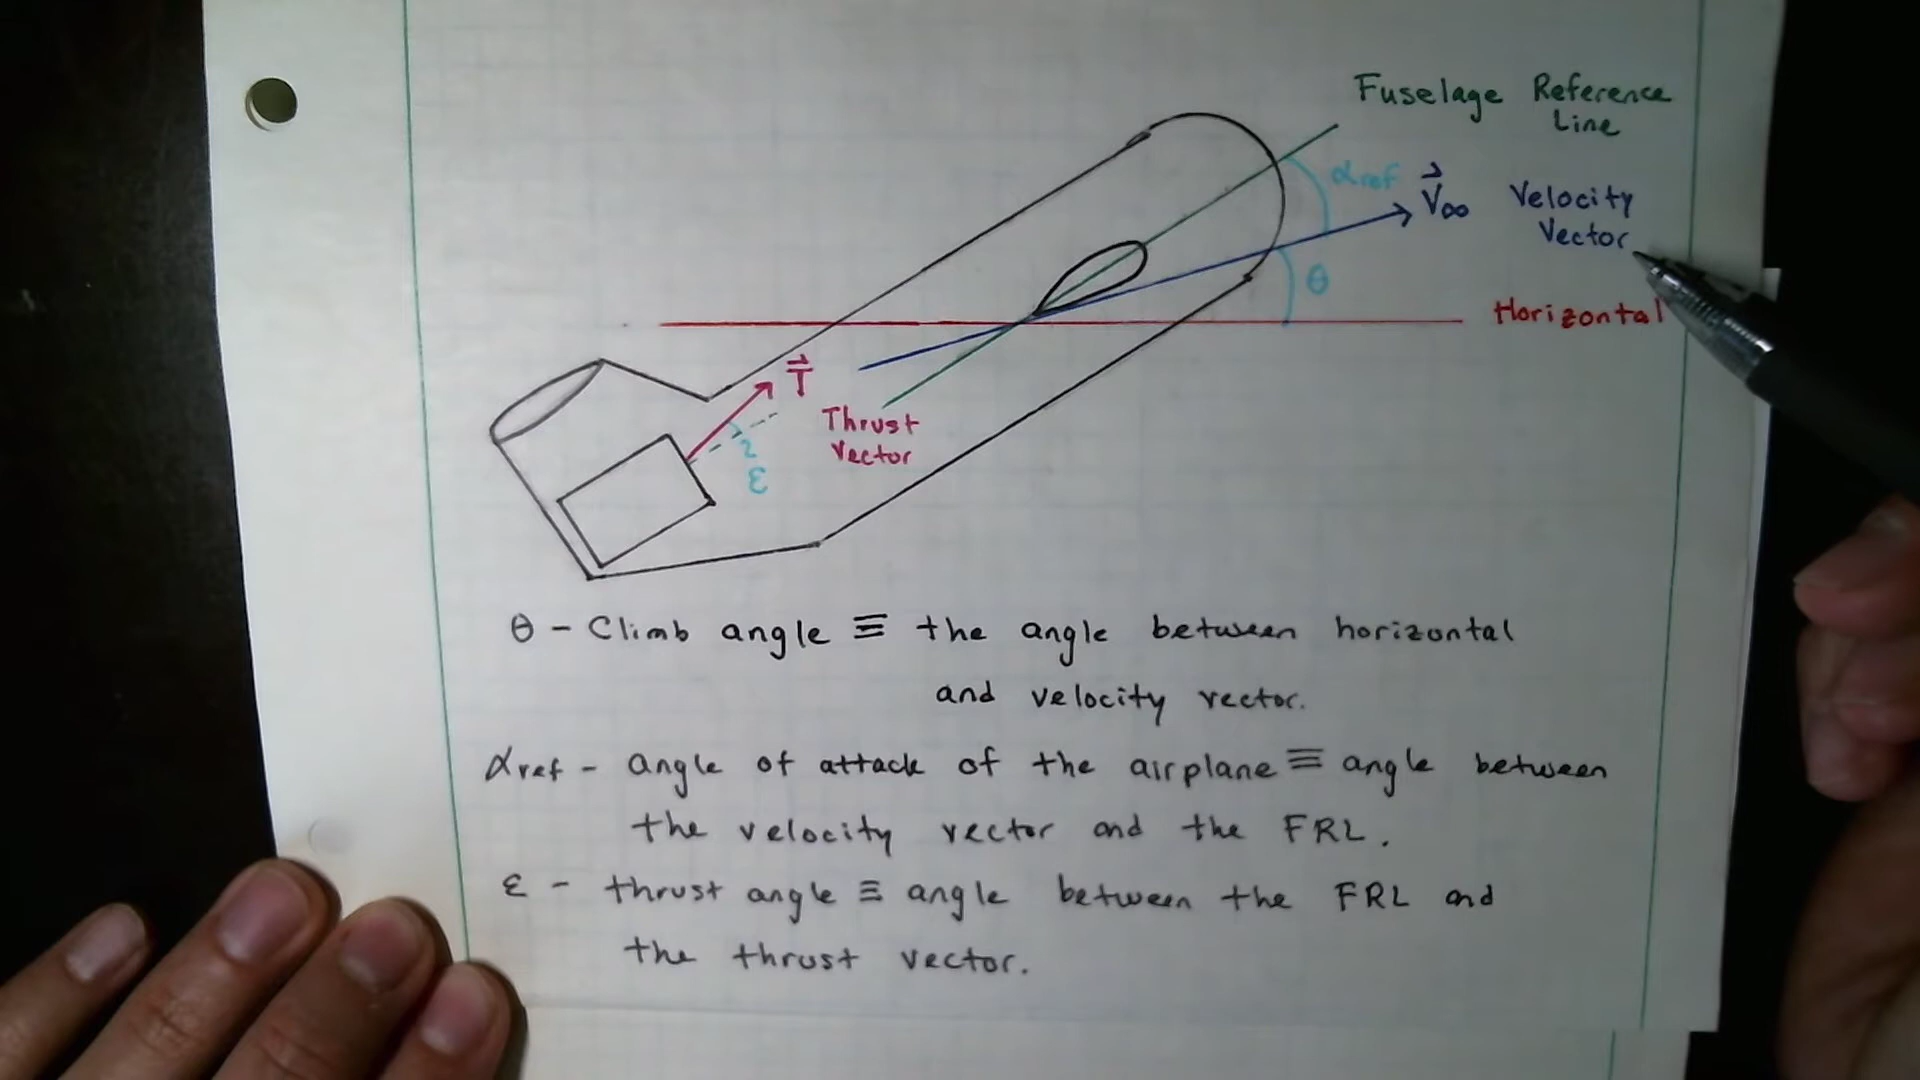 Fuselage Reference
Line
αref
V∞ Velocity
Vector
θ
Horizontal
T
Thrust
Vector
ε
θ - Climb angle ≡ the angle between horizontal
and velocity vector.
αref - angle of attack of the airplane ≡ angle between
the velocity vector and the FRL.
ε - thrust angle ≡ angle between the FRL and
the thrust vector.